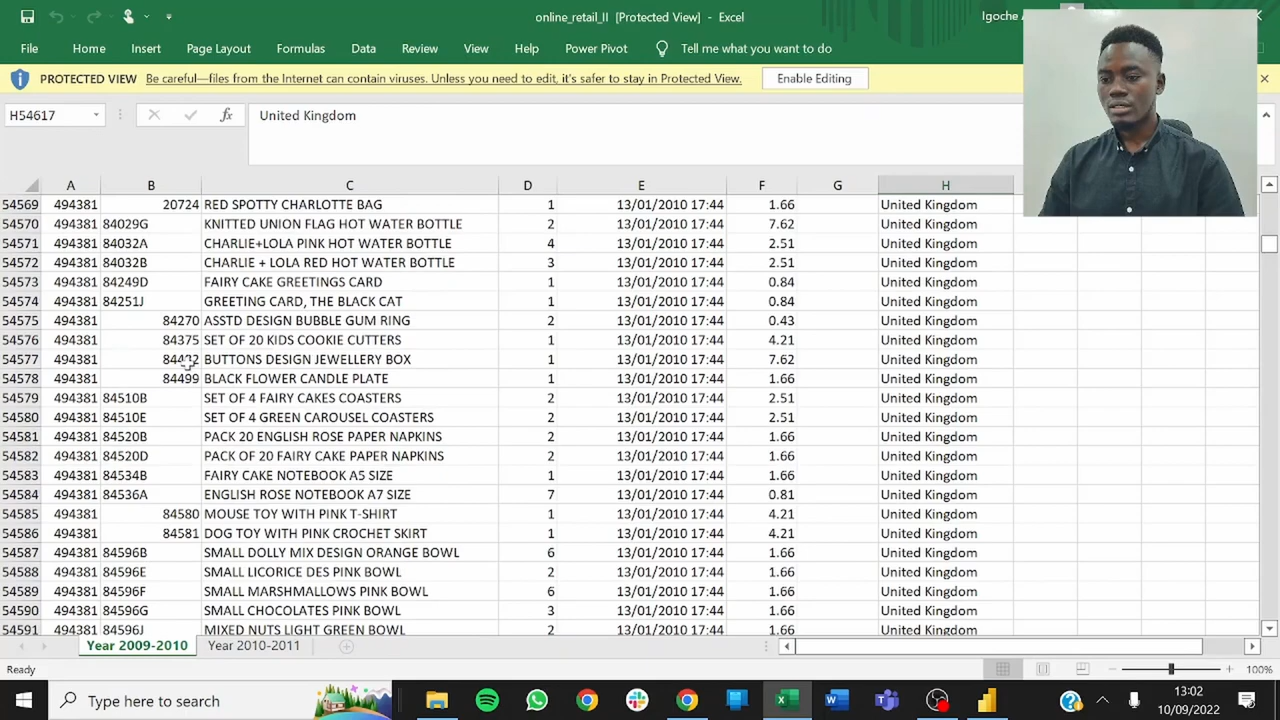 online_retail_II [Protected View] - Excel
Igoche
File Home Insert Page Layout Formulas Data Review View Help Power Pivot Tell me what you want to do
PROTECTED VIEW Be careful—files from the Internet can contain viruses. Unless you need to edit, it's safer to stay in Protected View. Enable Editing
H54617 fx United Kingdom
A B C D E F G H
54569 494381 20724 RED SPOTTY CHARLOTTE BAG 1 13/01/2010 17:44 1.66 United Kingdom
54570 494381 84029G KNITTED UNION FLAG HOT WATER BOTTLE 2 13/01/2010 17:44 7.62 United Kingdom
54571 494381 84032A CHARLIE+LOLA PINK HOT WATER BOTTLE 4 13/01/2010 17:44 2.51 United Kingdom
54572 494381 84032B CHARLIE + LOLA RED HOT WATER BOTTLE 3 13/01/2010 17:44 2.51 United Kingdom
54573 494381 84249D FAIRY CAKE GREETINGS CARD 1 13/01/2010 17:44 0.84 United Kingdom
54574 494381 84251J GREETING CARD, THE BLACK CAT 1 13/01/2010 17:44 0.84 United Kingdom
54575 494381 84270 ASSTD DESIGN BUBBLE GUM RING 2 13/01/2010 17:44 0.43 United Kingdom
54576 494381 84375 SET OF 20 KIDS COOKIE CUTTERS 1 13/01/2010 17:44 4.21 United Kingdom
54577 494381 BUTTONS DESIGN JEWELLERY BOX 1 13/01/2010 17:44 7.62 United Kingdom
54578 494381 84499 BLACK FLOWER CANDLE PLATE 1 13/01/2010 17:44 1.66 United Kingdom
54579 494381 84510B SET OF 4 FAIRY CAKES COASTERS 2 13/01/2010 17:44 2.51 United Kingdom
54580 494381 84510E SET OF 4 GREEN CAROUSEL COASTERS 2 13/01/2010 17:44 2.51 United Kingdom
54581 494381 84520B PACK 20 ENGLISH ROSE PAPER NAPKINS 2 13/01/2010 17:44 1.66 United Kingdom
54582 494381 84520D PACK OF 20 FAIRY CAKE PAPER NAPKINS 2 13/01/2010 17:44 1.66 United Kingdom
54583 494381 84534B FAIRY CAKE NOTEBOOK A5 SIZE 1 13/01/2010 17:44 1.66 United Kingdom
54584 494381 84536A ENGLISH ROSE NOTEBOOK A7 SIZE 7 13/01/2010 17:44 0.81 United Kingdom
54585 494381 84580 MOUSE TOY WITH PINK T-SHIRT 1 13/01/2010 17:44 4.21 United Kingdom
54586 494381 84581 DOG TOY WITH PINK CROCHET SKIRT 1 13/01/2010 17:44 4.21 United Kingdom
54587 494381 84596B SMALL DOLLY MIX DESIGN ORANGE BOWL 6 13/01/2010 17:44 1.66 United Kingdom
54588 494381 84596E SMALL LICORICE DES PINK BOWL 2 13/01/2010 17:44 1.66 United Kingdom
54589 494381 84596F SMALL MARSHMALLOWS PINK BOWL 6 13/01/2010 17:44 1.66 United Kingdom
54590 494381 84596G SMALL CHOCOLATES PINK BOWL 3 13/01/2010 17:44 1.66 United Kingdom
54591 494381 84596J MIXED NUTS LIGHT GREEN BOWL 2 13/01/2010 17:44 1.66 United Kingdom
Year 2009-2010 Year 2010-2011
Ready 100%
Type here to search 13:02
10/09/2022